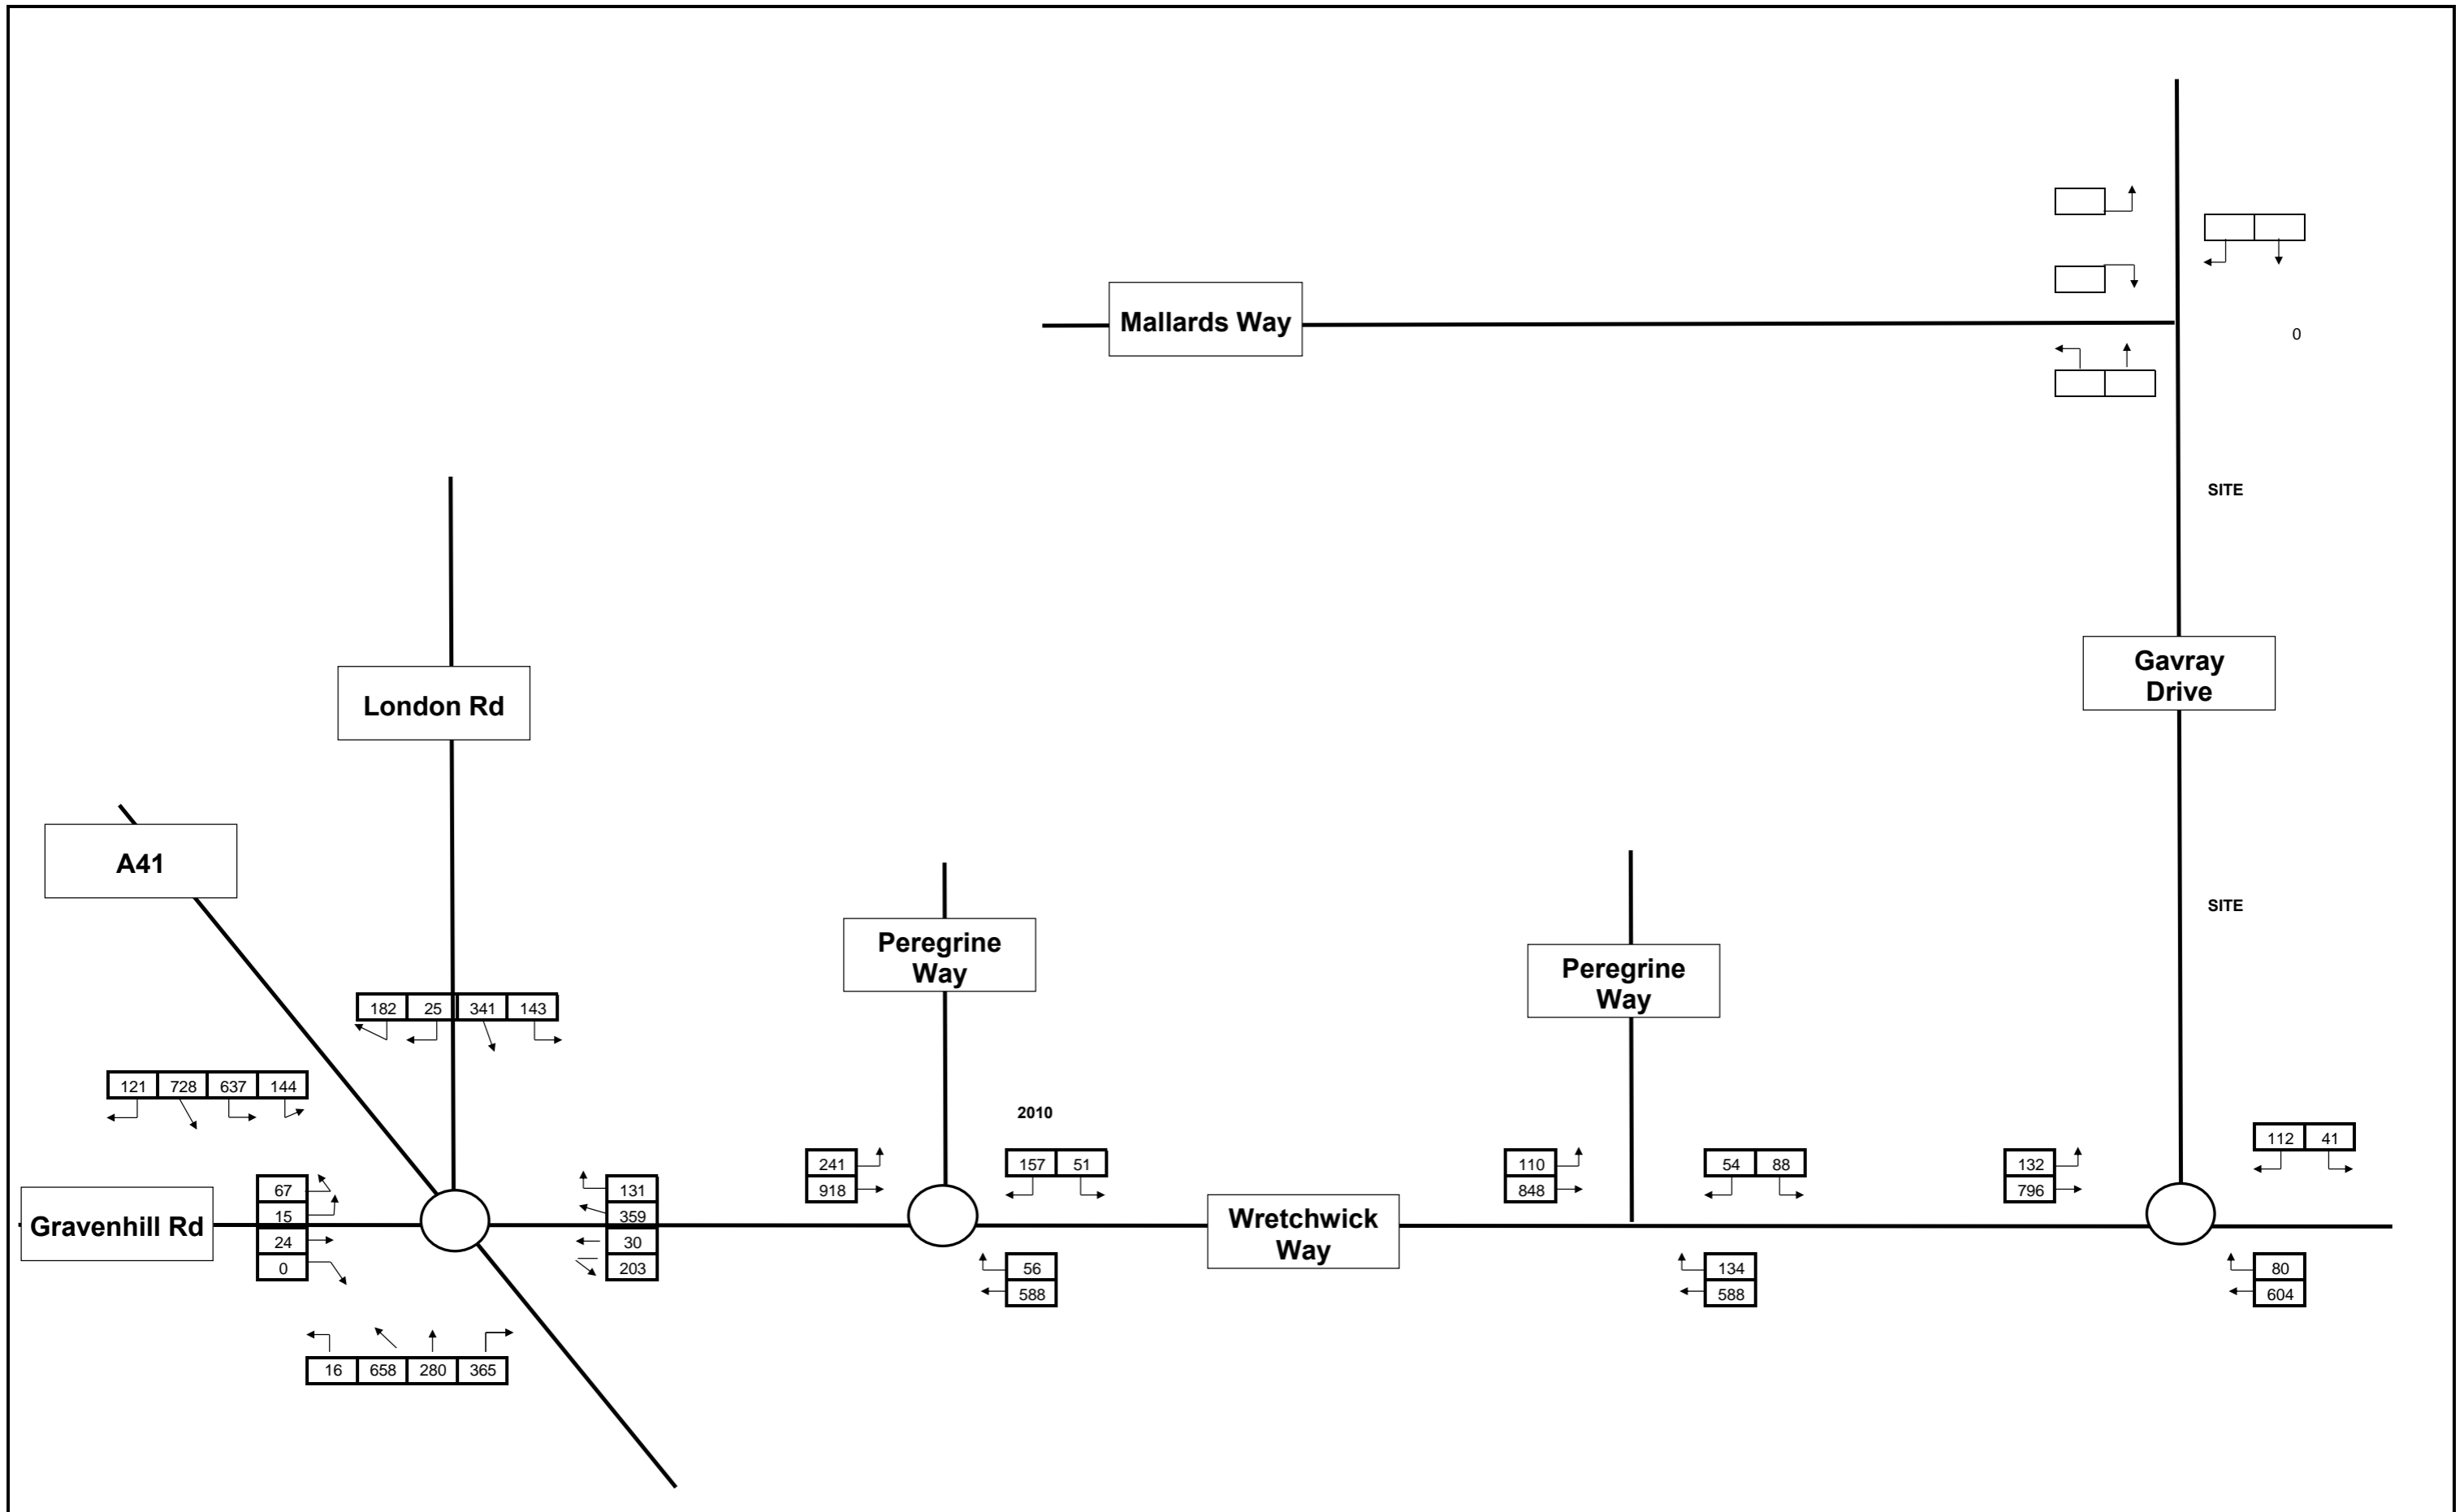 Mallards Way
0
SITE
Gavray
Drive
London Rd
A41
SITE
Peregrine
Way
Peregrine
Way
182 25 341 143
121 728 637 144
2010
112 41
241
918
157 51
110
848
54 88
132
796
67
15
24
0
131
359
30
203
Gravenhill Rd
Wretchwick
Way
56
588
134
588
80
604
16 658 280 365